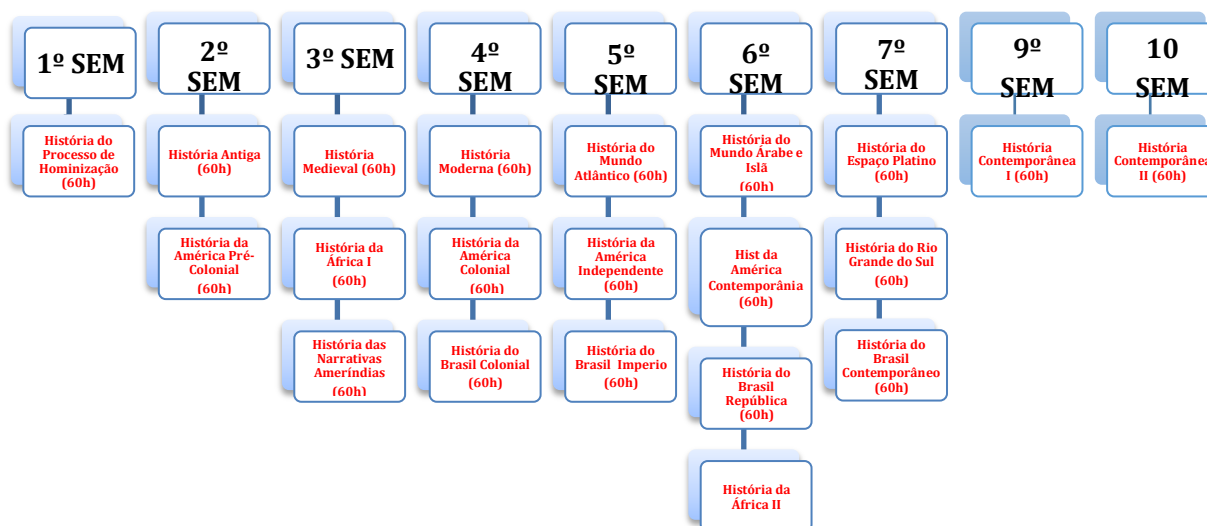 1º SEM
2º
SEM
3º SEM
4º
SEM
5º
SEM
6º
SEM
7º
SEM
9º
SEM
10
SEM
História do
Processo de
Hominização
(60h)
História Antiga
(60h)
História
Medieval (60h)
História
Moderna (60h)
História do
Mundo
Atlântico (60h)
História do
Mundo Árabe e
Islã
(60h)
História do
Espaço Platino
(60h)
História
Contemporânea
I (60h)
História
Contemporânea
II (60h)
História da
América Pré-
Colonial
(60h)
História da
África I
(60h)
História da
América
Colonial
(60h)
História da
América
Independente
(60h)
Hist da
América
Contemporânia
(60h)
História do Rio
Grande do Sul
(60h)
História das
Narrativas
Ameríndias
(60h)
História do
Brasil Colonial
(60h)
História do
Brasil Imperio
(60h)
História do
Brasil
República
(60h)
História do
Brasil
Contemporâneo
(60h)
História da
África II